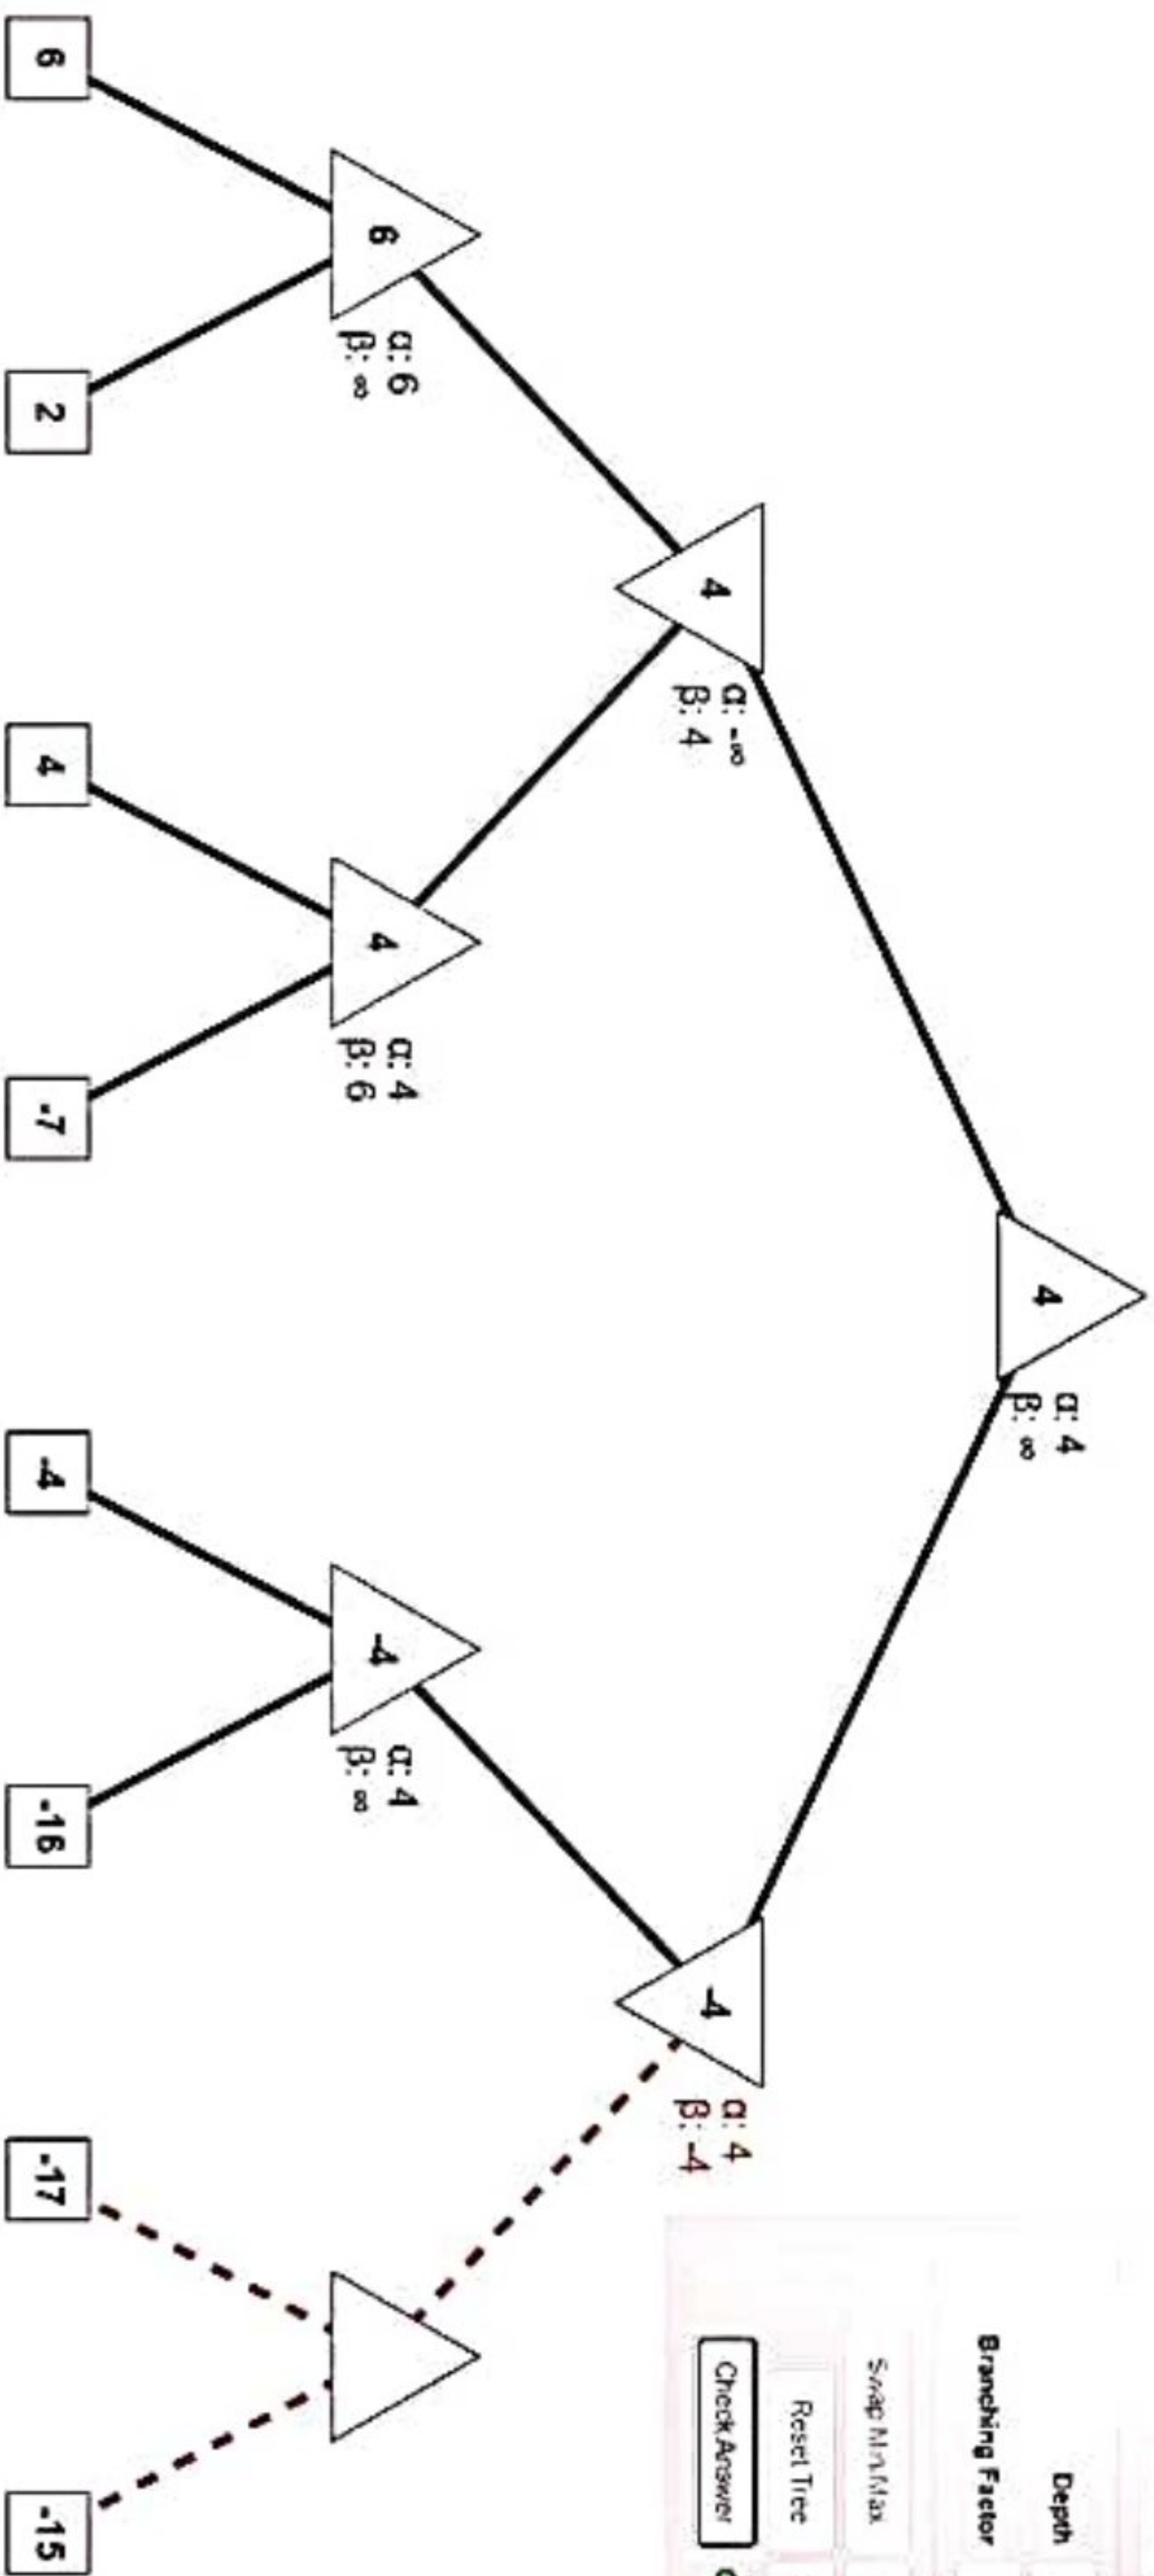 4
α: 4
β: ∞
4
α: -∞
β: 4
-4
α: 4
β: -4
6
α: 6
β: ∞
4
α: 4
β: 6
-4
α: 4
β: ∞
6
2
4
-7
-4
-16
-17
-15
Depth
Branching Factor
Swap Min/Max
Reset Tree
Check Answer